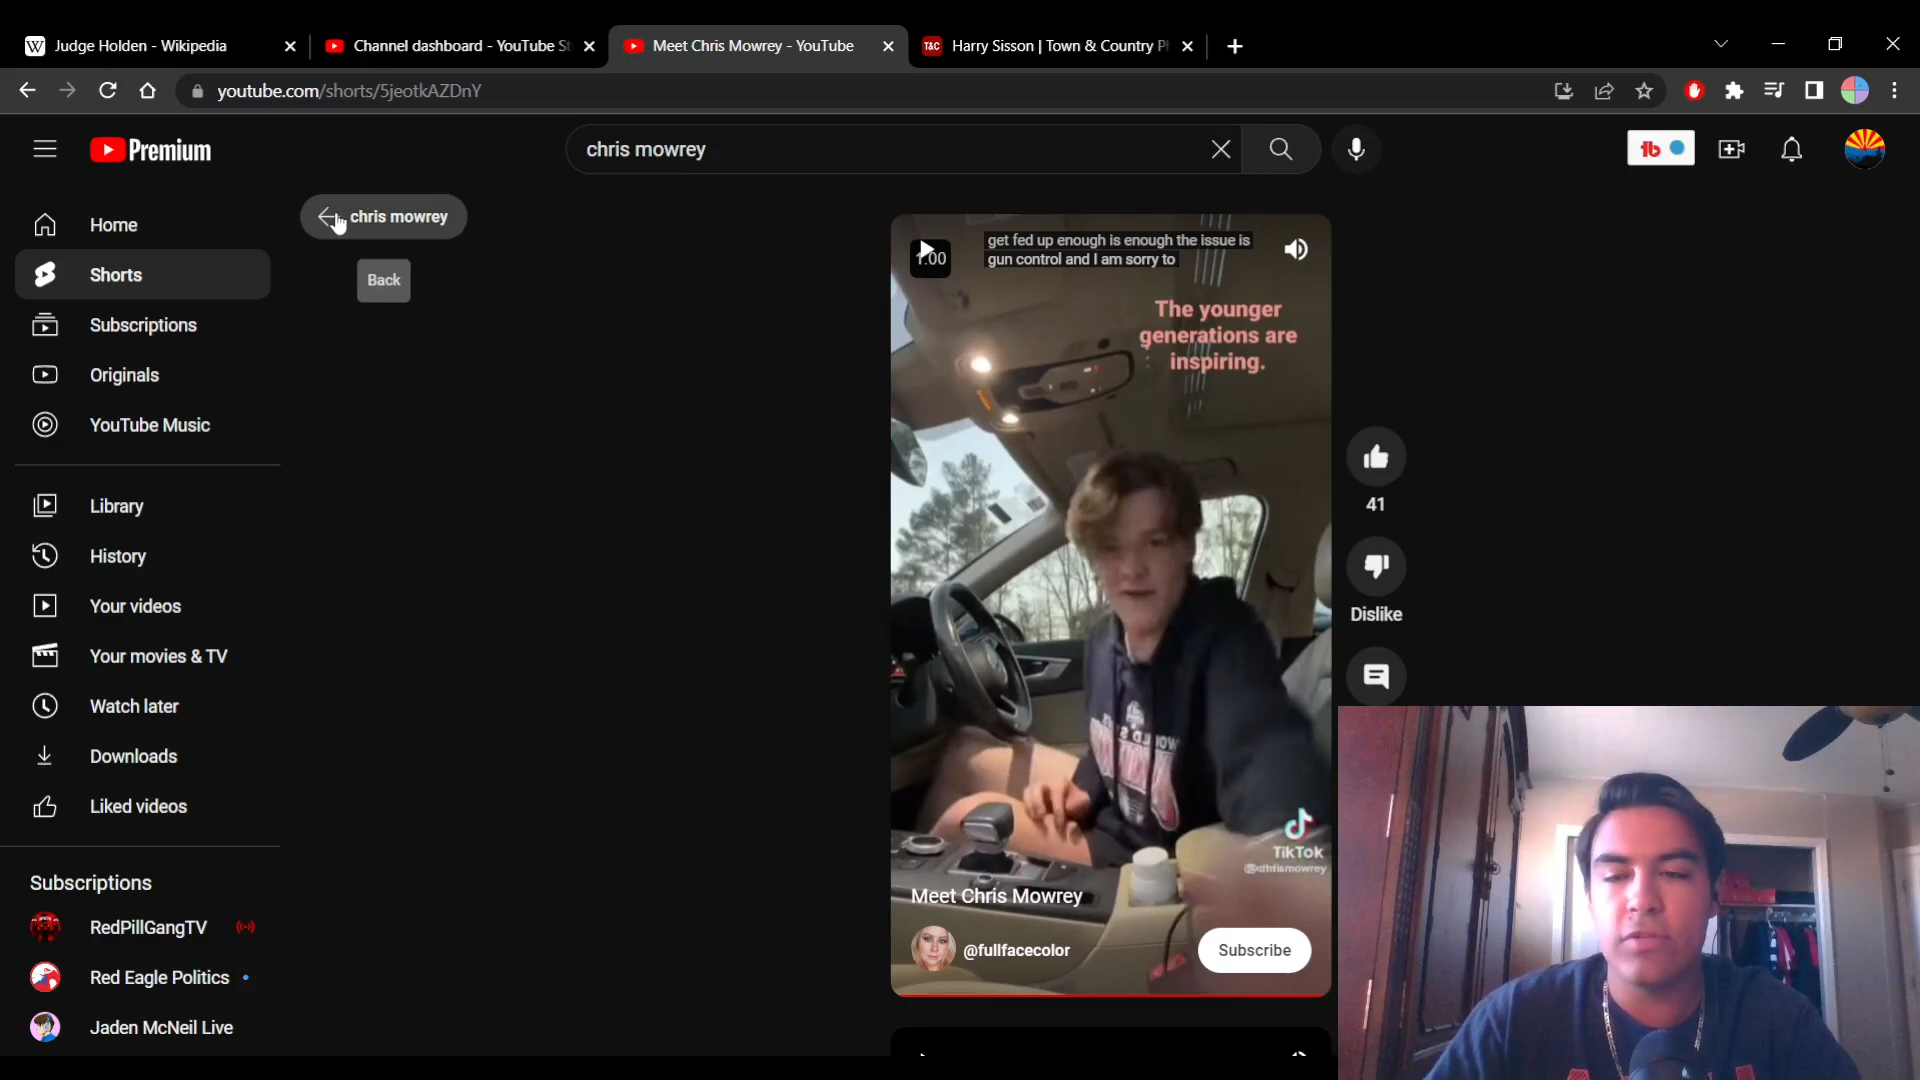 Judge Holden - Wikipedia
Channel dashboard - YouTube St
Meet Chris Mowrey - YouTube
T&C
Harry Sisson | Town & Country
youtube.com/shorts/5jeotkAZDnY
Premium
chris mowrey
tb
chris mowrey
Back
Home
Shorts
Subscriptions
Originals
YouTube Music
Library
History
Your videos
Your movies & TV
Watch later
Downloads
Liked videos
Subscriptions
RedPillGangTV
Red Eagle Politics
Jaden McNeil Live
1.00
get fed up enough is enough the issue is
gun control and I am sorry to
The younger
generations are
inspiring.
TikTok
Meet Chris Mowrey
@fullfacecolor
Subscribe
41
Dislike